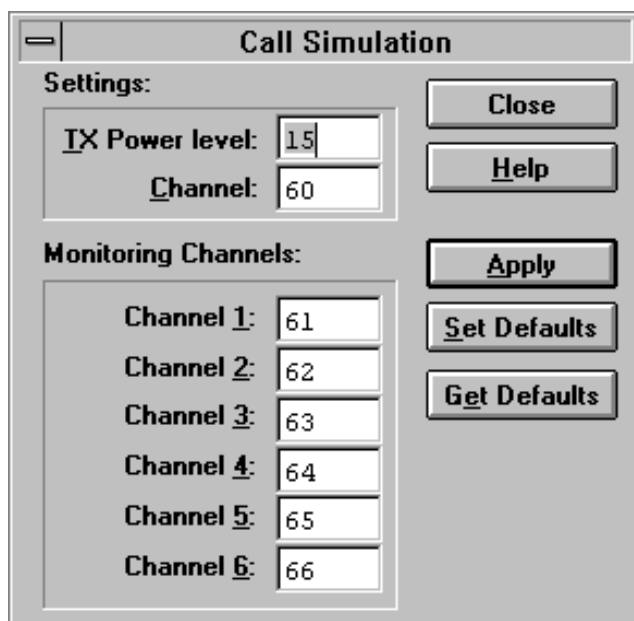 Call Simulation
Settings:
TX Power level: 15
Channel: 60
Close
Help
Monitoring Channels:
Channel 1: 61
Channel 2: 62
Channel 3: 63
Channel 4: 64
Channel 5: 65
Channel 6: 66
Apply
Set Defaults
Get Defaults